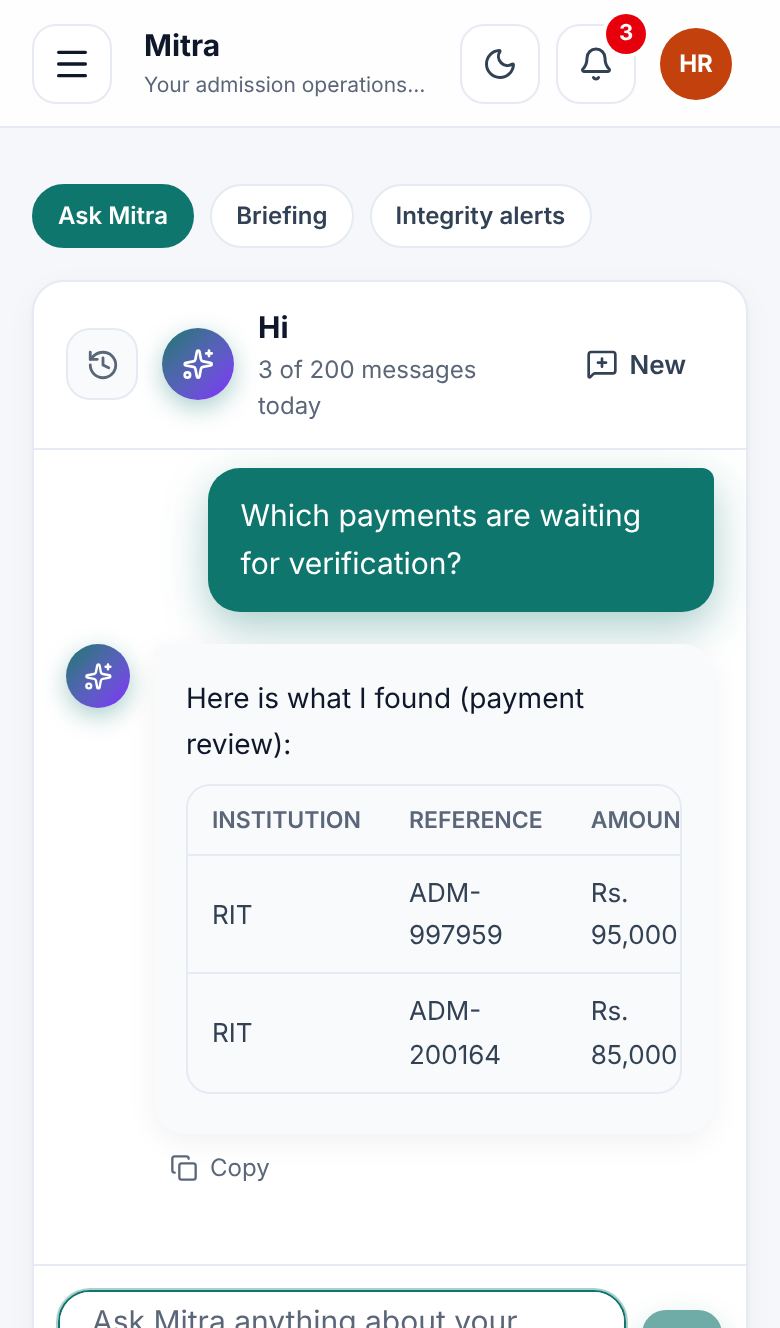 Mitra
Your admission operations...
3
HR
Ask Mitra
Briefing
Integrity alerts
Hi
3 of 200 messages
today
New
Which payments are waiting
for verification?
Here is what I found (payment
review):
INSTITUTION REFERENCE AMOUN
RIT ADM-997959 Rs. 95,000
RIT ADM-200164 Rs. 85,000
Copy
Ask Mitra anything about your